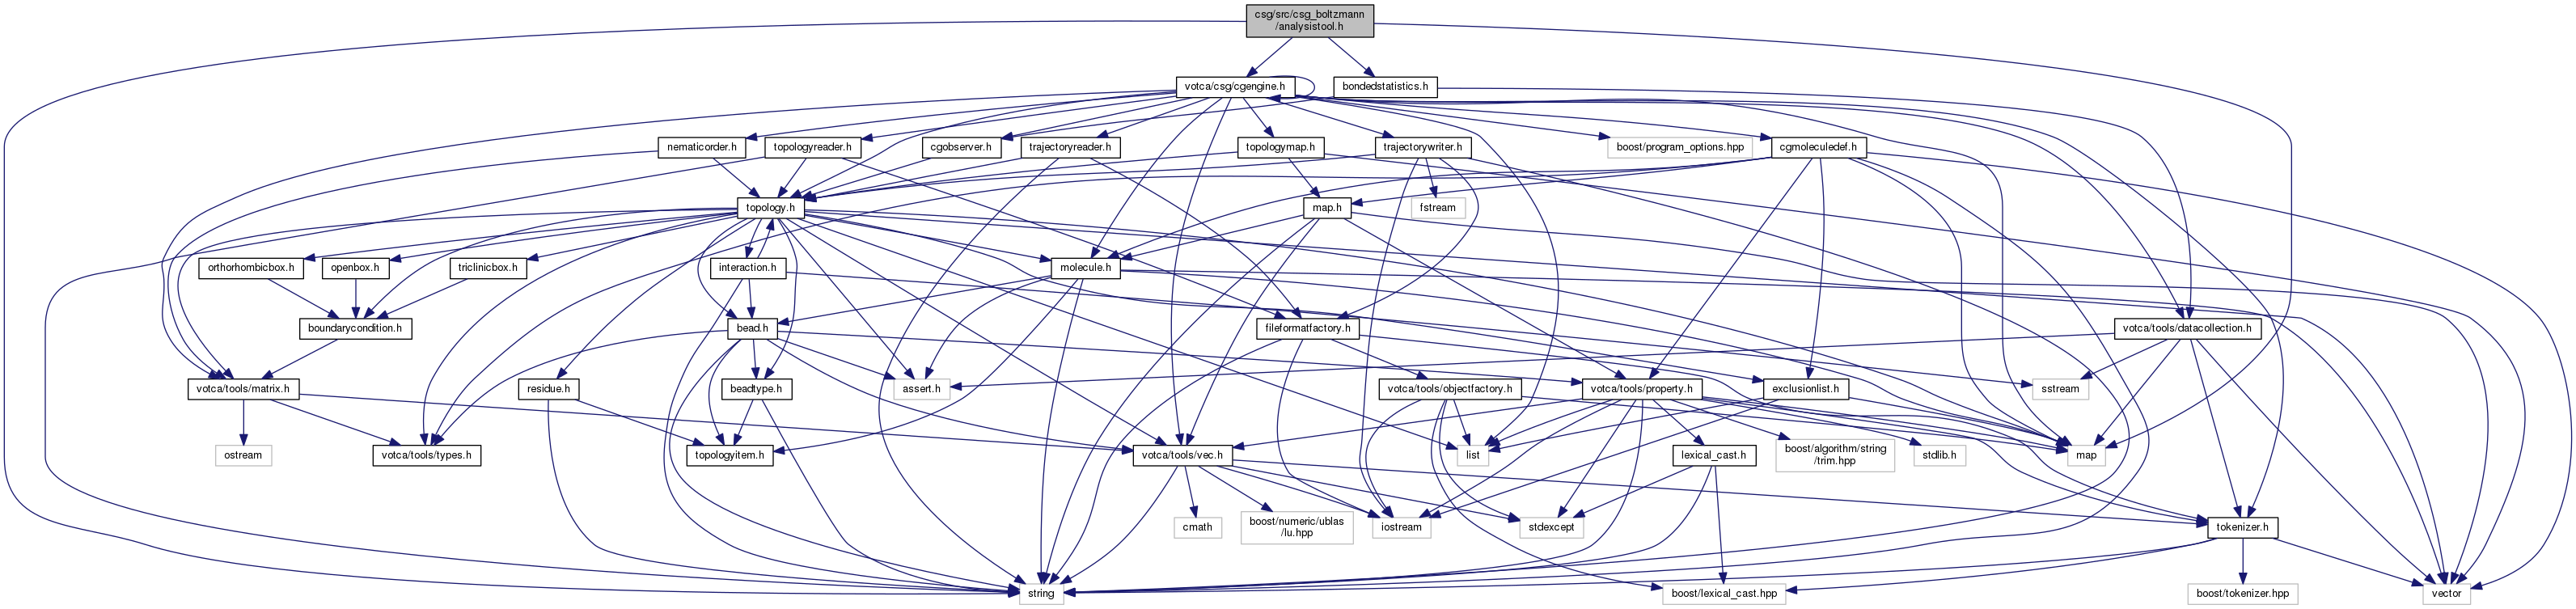 csg/src/csg_boltzmann
/analysistool.h
votca/csg/cgengine.h
bondedstatistics.h
nematicorder.h
topologyreader.h
cgobserver.h
trajectoryreader.h
topologymap.h
trajectorywriter.h
boost/program_options.hpp
cgmoleculedef.h
topology.h
map.h
fstream
orthorhombicbox.h
openbox.h
triclinicbox.h
interaction.h
molecule.h
boundarycondition.h
bead.h
fileformatfactory.h
votca/tools/datacollection.h
votca/tools/matrix.h
residue.h
beadtype.h
assert.h
votca/tools/objectfactory.h
votca/tools/property.h
exclusionlist.h
sstream
ostream
votca/tools/types.h
topologyitem.h
votca/tools/vec.h
list
lexical_cast.h
boost/algorithm/string
/trim.hpp
stdlib.h
map
cmath
boost/numeric/ublas
/lu.hpp
iostream
stdexcept
tokenizer.h
string
boost/lexical_cast.hpp
boost/tokenizer.hpp
vector